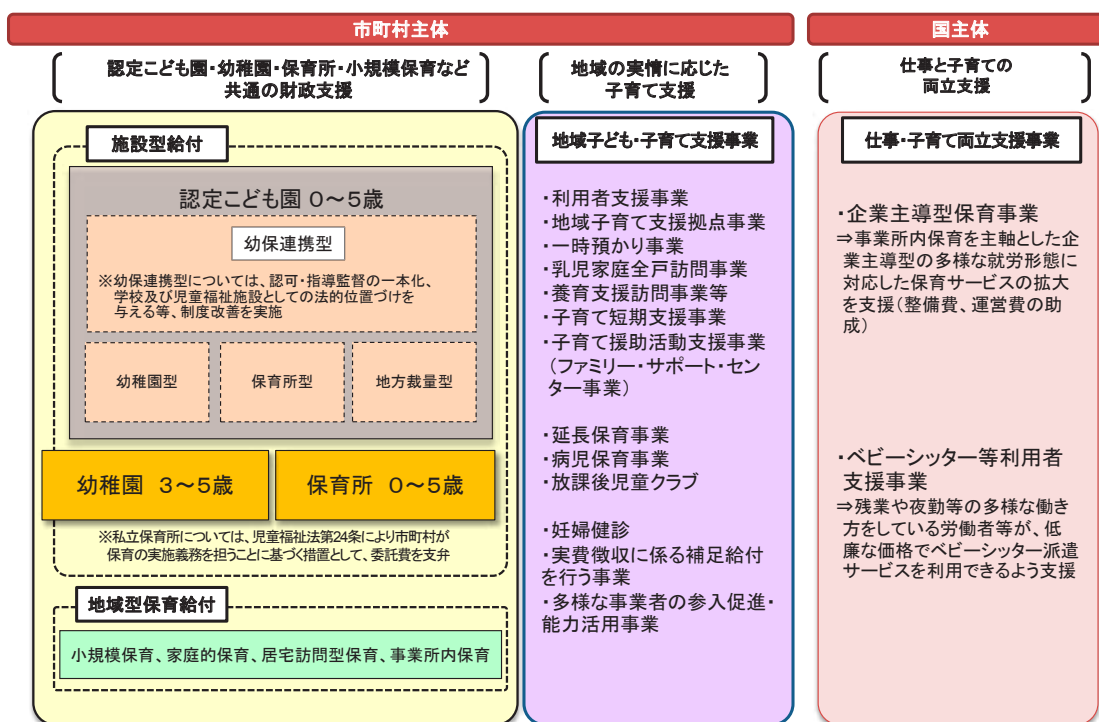 市町村主体
国主体
認定こども園・幼稚園・保育所・小規模保育など
共通の財政支援
地域の実情に応じた
子育て支援
仕事と子育ての
両立支援
施設型給付
認定こども園 0～5歳
幼保連携型
※幼保連携型については、認可・指導監督の一本化、
学校及び児童福祉施設としての法的位置づけを
与える等、制度改善を実施
幼稚園型
保育所型
地方裁量型
幼稚園 3～5歳
保育所 0～5歳
※私立保育所については、児童福祉法第24条により市町村が
保育の実施義務を担うことに基づく措置として、委託費を支弁
地域型保育給付
小規模保育、家庭的保育、居宅訪問型保育、事業所内保育
地域子ども・子育て支援事業
・利用者支援事業
・地域子育て支援拠点事業
・一時預かり事業
・乳児家庭全戸訪問事業
・養育支援訪問事業等
・子育て短期支援事業
・子育て援助活動支援事業
(ファミリー・サポート・セン
ター事業)
・延長保育事業
・病児保育事業
・放課後児童クラブ
・妊婦健診
・実費徴収に係る補足給付
を行う事業
・多様な事業者の参入促進・
能力活用事業
仕事・子育て両立支援事業
・企業主導型保育事業
⇒事業所内保育を主軸とした企
業主導型の多様な就労形態に
対応した保育サービスの拡大
を支援(整備費、運営費の助
成)
・ベビーシッター等利用者
支援事業
⇒残業や夜勤等の多様な働き
方をしている労働者等が、低
廉な価格でベビーシッター派遣
サービスを利用できるよう支援